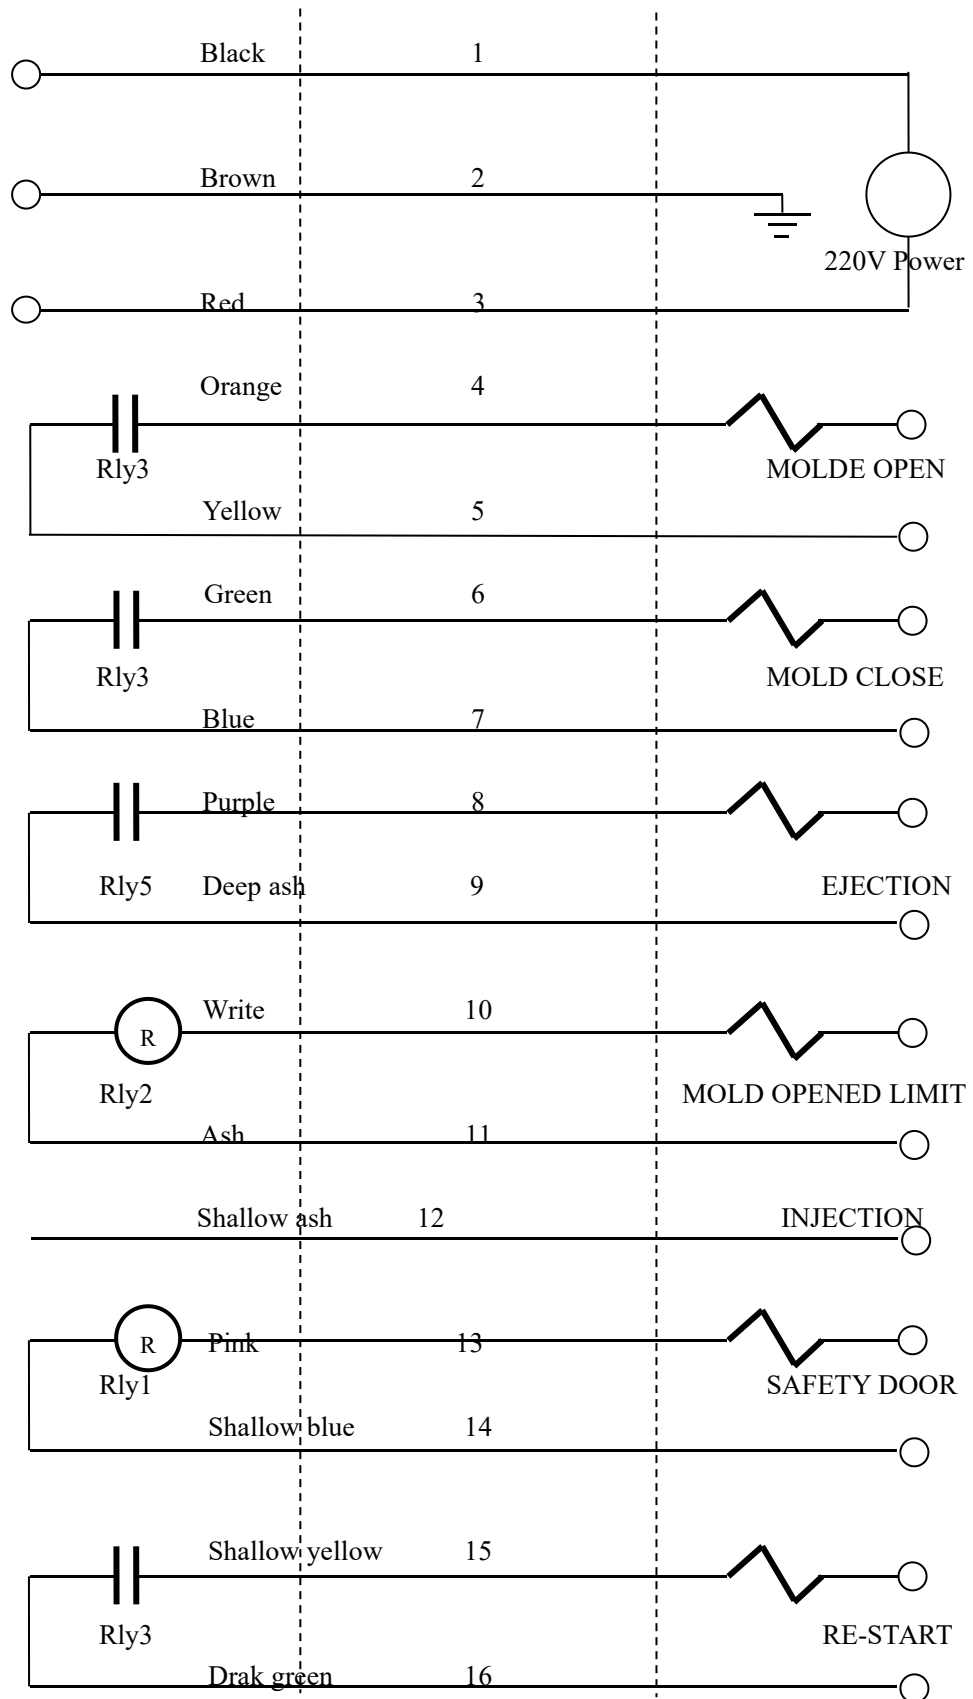 Black 1
Brown 2
220V Power
Red 3
Orange 4
Rly3 MOLDE OPEN
Yellow 5
Green 6
Rly3 MOLD CLOSE
Blue 7
Purple 8
Rly5 Deep ash 9 EJECTION
Write 10
R
Rly2 MOLD OPENED LIMIT
Ash 11
Shallow ash 12 INJECTION
R Pink 13
Rly1 SAFETY DOOR
Shallow blue 14
Shallow yellow 15
Rly3 RE-START
Drak green 16